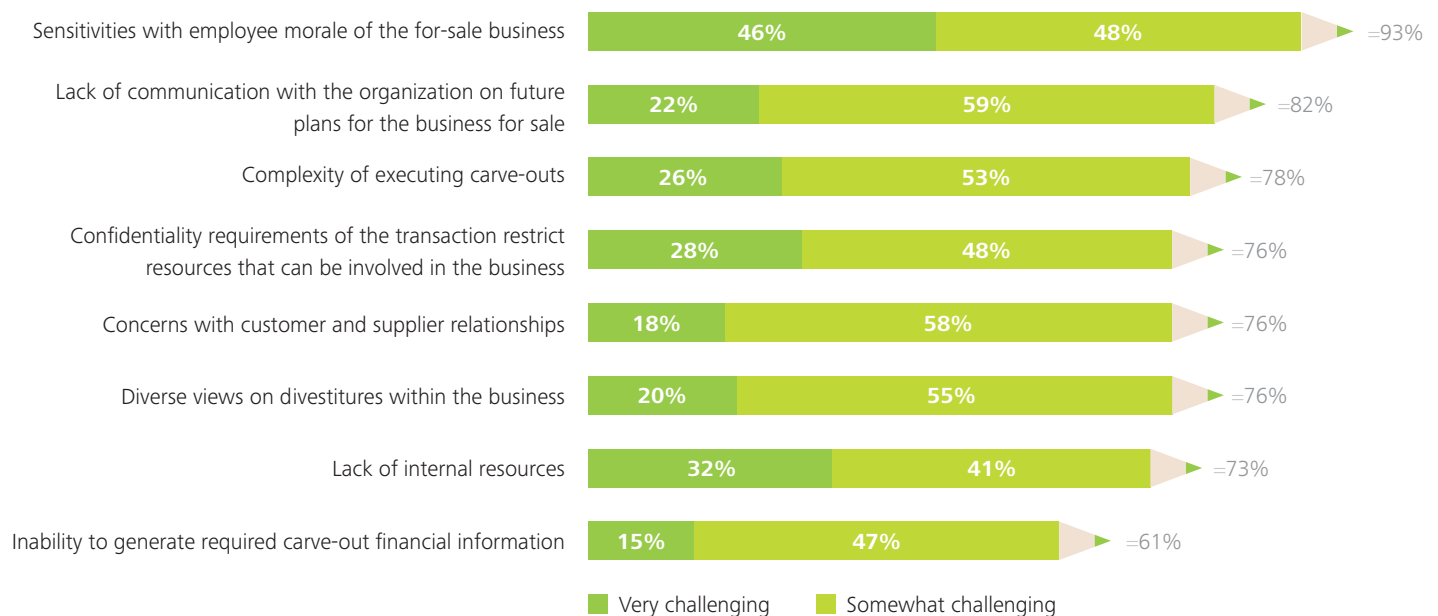 Sensitivities with employee morale of the for-sale business 46% 48% =93%
Lack of communication with the organization on future
plans for the business for sale 22% 59% =82%
Complexity of executing carve-outs 26% 53% =78%
Confidentiality requirements of the transaction restrict
resources that can be involved in the business 28% 48% =76%
Concerns with customer and supplier relationships 18% 58% =76%
Diverse views on divestitures within the business 20% 55% =76%
Lack of internal resources 32% 41% =73%
Inability to generate required carve-out financial information 15% 47% =61%
Very challenging Somewhat challenging